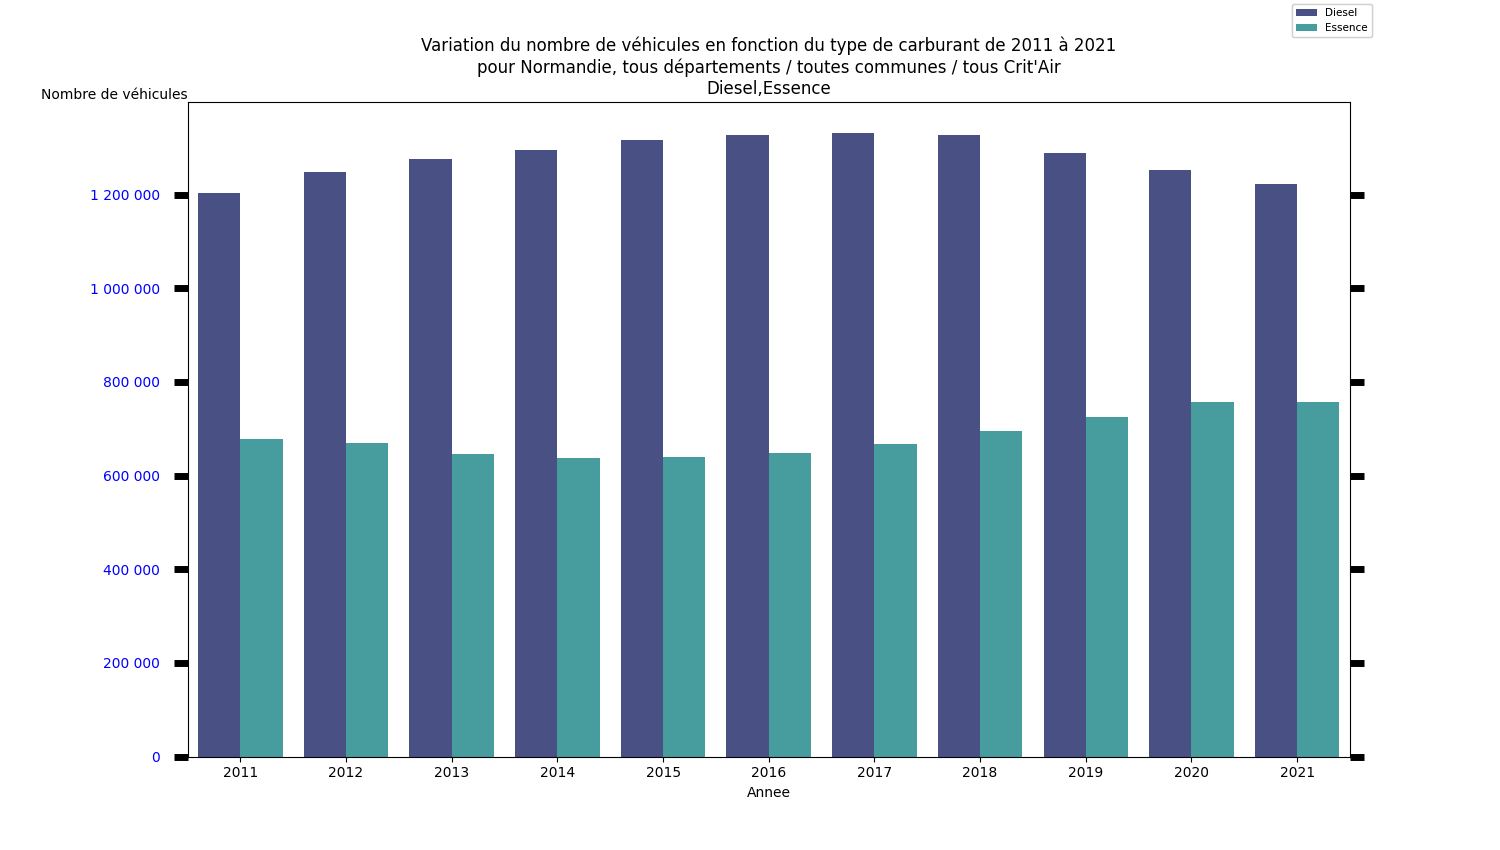 Diesel
Essence
Variation du nombre de véhicules en fonction du type de carburant de 2011 à 2021
pour Normandie, tous départements / toutes communes / tous Crit'Air
Diesel,Essence
Nombre de véhicules
1 200 000
1 000 000
800 000
600 000
400 000
200 000
0
2011 2012 2013 2014 2015 2016 2017 2018 2019 2020 2021
Annee